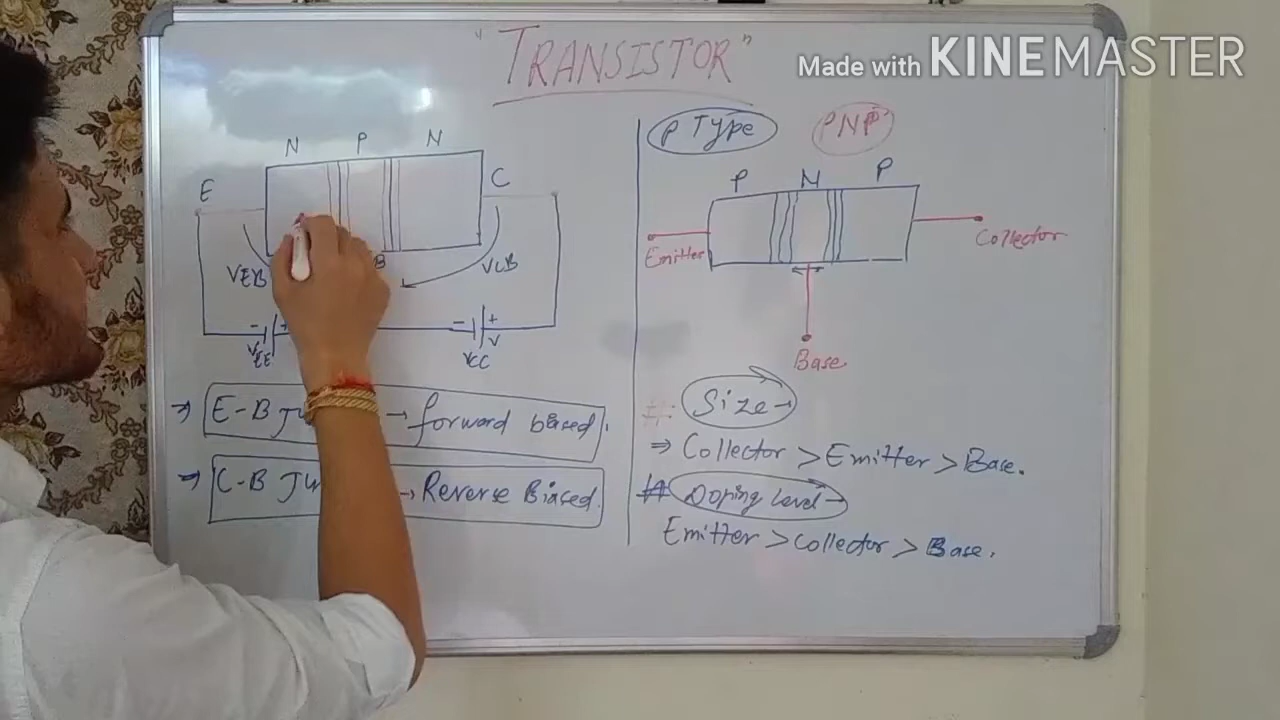 "TRANSISTOR"
Made with KINEMASTER
N P N
E
C
B
VEB
VCB
- +
- +
VEE
VCC
V
⇒ E-B → forward biased.
⇒ C-B → Reverse Biased.
P Type
PNP
P N P
Emitter
Collector
Base
# Size→
⇒ Collector > Emitter > Base.
# Doping Level→
Emitter > Collector > Base.